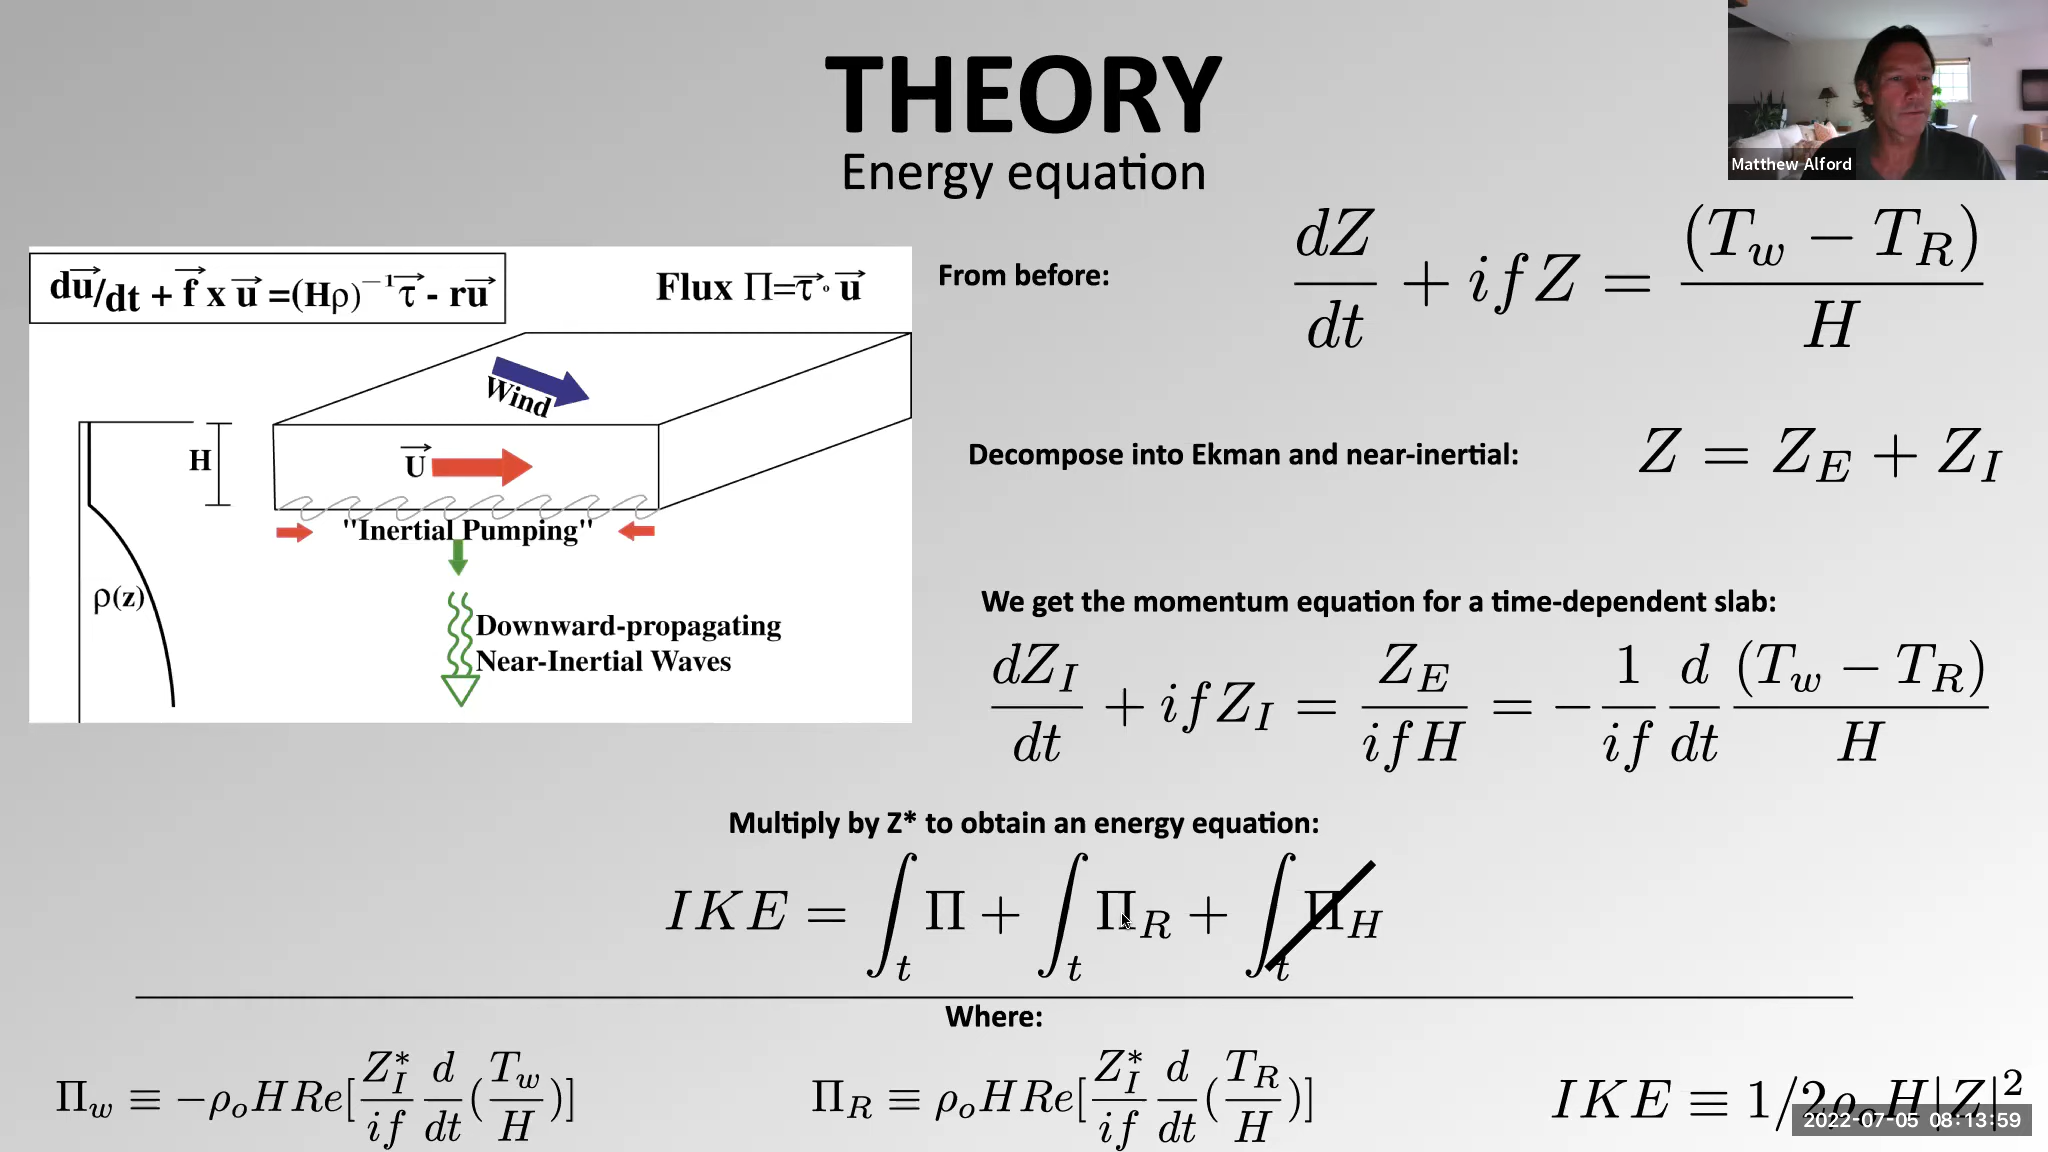 THEORY
Energy equation
Matthew Alford
du/dt + f x u =(Hρ)⁻¹τ - ru
Flux Π=τ∘u
Wind
H
U
"Inertial Pumping"
ρ(z)
Downward-propagating
Near-Inertial Waves
From before:
dZ/dt + ifZ = (T_w − T_R)/H
Decompose into Ekman and near-inertial:
Z = Z_E + Z_I
We get the momentum equation for a time-dependent slab:
dZ_I/dt + ifZ_I = Z_E/ifH = − 1/if d/dt (T_w − T_R)/H
Multiply by Z* to obtain an energy equation:
IKE = ∫_t Π + ∫_t Π_R + ∫_t Π_H
Where:
Π_w ≡ −ρ_o H Re[Z_I*/if d/dt (T_w/H)]
Π_R ≡ ρ_o H Re[Z_I*/if d/dt (T_R/H)]
IKE ≡ 1/2ρ_o H|Z|²
2022-07-05 08:13:59